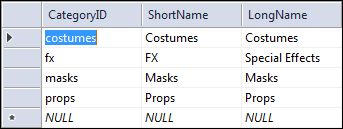 CategoryID ShortName LongName
costumes Costumes Costumes
fx FX Special Effects
masks Masks Masks
props Props Props
NULL NULL NULL